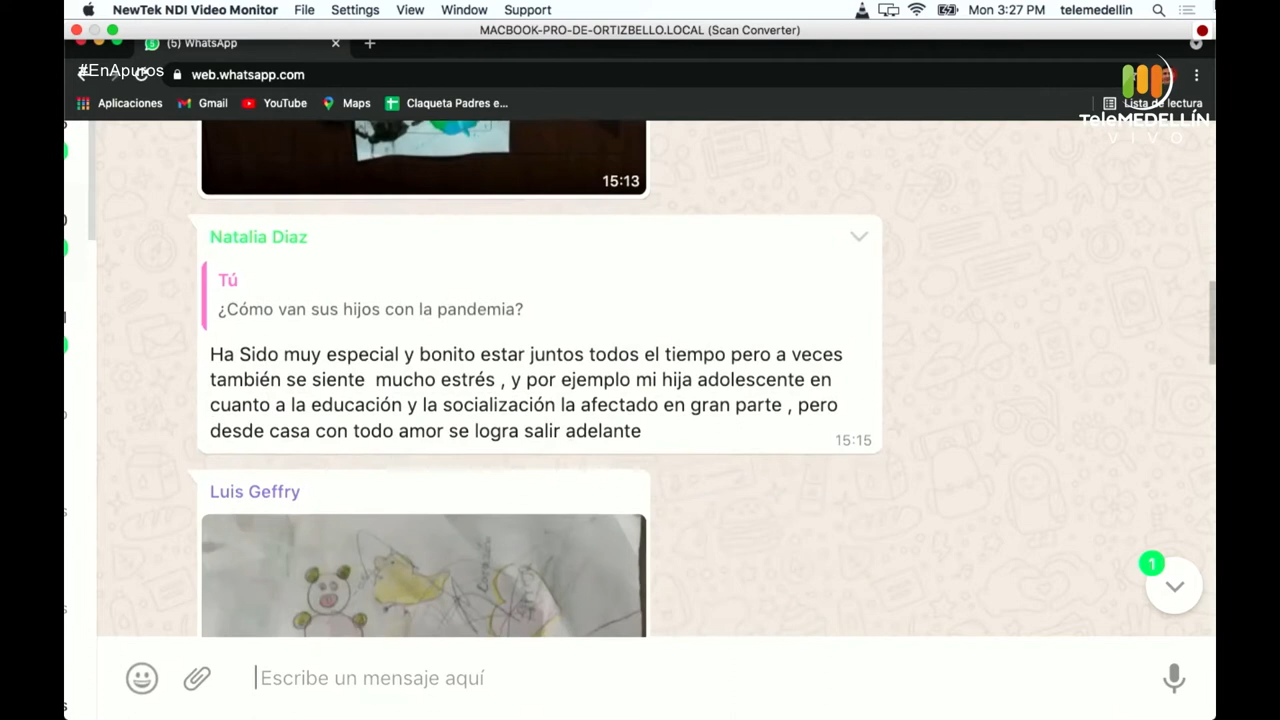 NewTek NDI Video Monitor File Settings View Window Support Mon 3:27 PM telemedellin
MACBOOK-PRO-DE-ORTIZBELLO.LOCAL (Scan Converter)
(5) WhatsApp
#EnApuros
web.whatsapp.com
Aplicaciones Gmail YouTube Maps Claqueta Padres e... Lista de lectura
TeleMEDELLÍN
VIVO
15:13
Natalia Diaz
Tú
¿Cómo van sus hijos con la pandemia?
Ha Sido muy especial y bonito estar juntos todos el tiempo pero a veces
también se siente mucho estrés , y por ejemplo mi hija adolescente en
cuanto a la educación y la socialización la afectado en gran parte , pero
desde casa con todo amor se logra salir adelante
15:15
Luis Geffry
1
Escribe un mensaje aquí